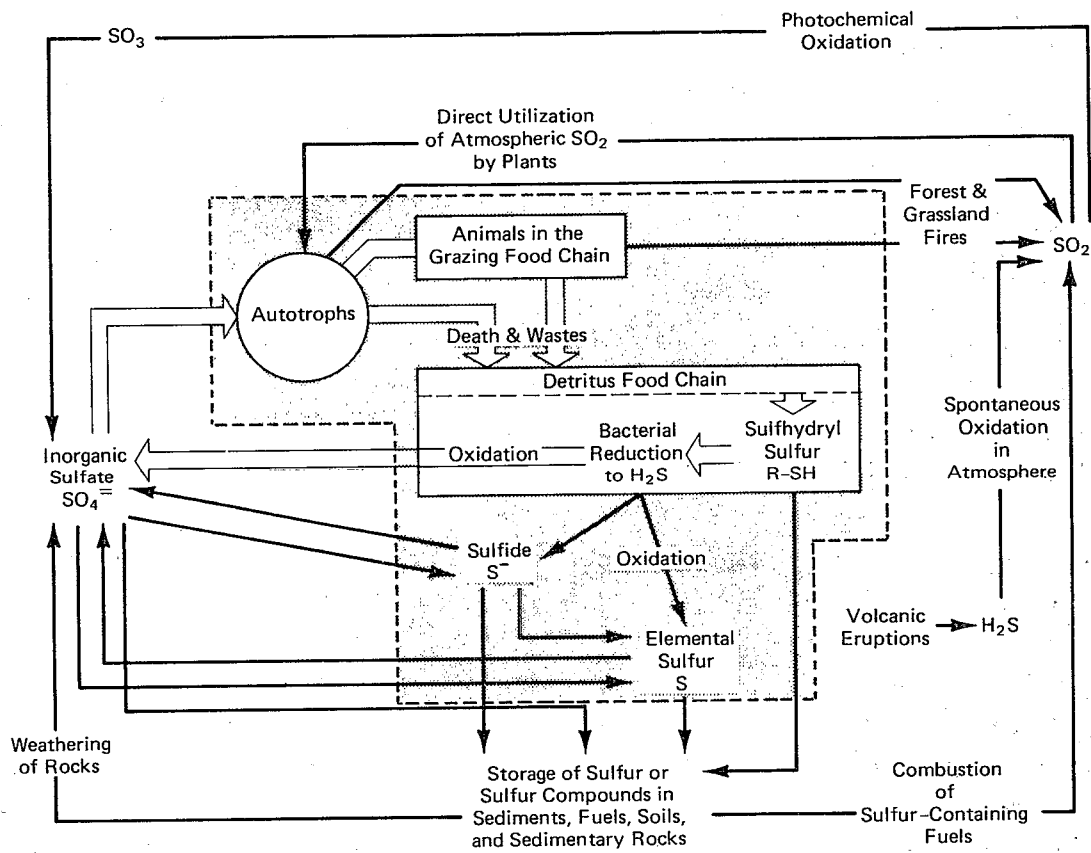 SO₃
Photochemical
Oxidation
Direct Utilization
of Atmospheric SO₂
by Plants
Forest &
Grassland
Fires
SO₂
Animals in the
Grazing Food Chain
Autotrophs
Death & Wastes
Detritus Food Chain
Inorganic
Sulfate
SO₄⁼
Oxidation
Bacterial
Reduction
to H₂S
Sulfhydryl
Sulfur
R-SH
Spontaneous
Oxidation
in
Atmosphere
Sulfide
S⁻
Oxidation
Elemental
Sulfur
S
Volcanic
Eruptions
H₂S
Weathering
of Rocks
Storage of Sulfur or
Sulfur Compounds in
Sediments, Fuels, Soils,
and Sedimentary Rocks
Combustion
of
Sulfur-Containing
Fuels